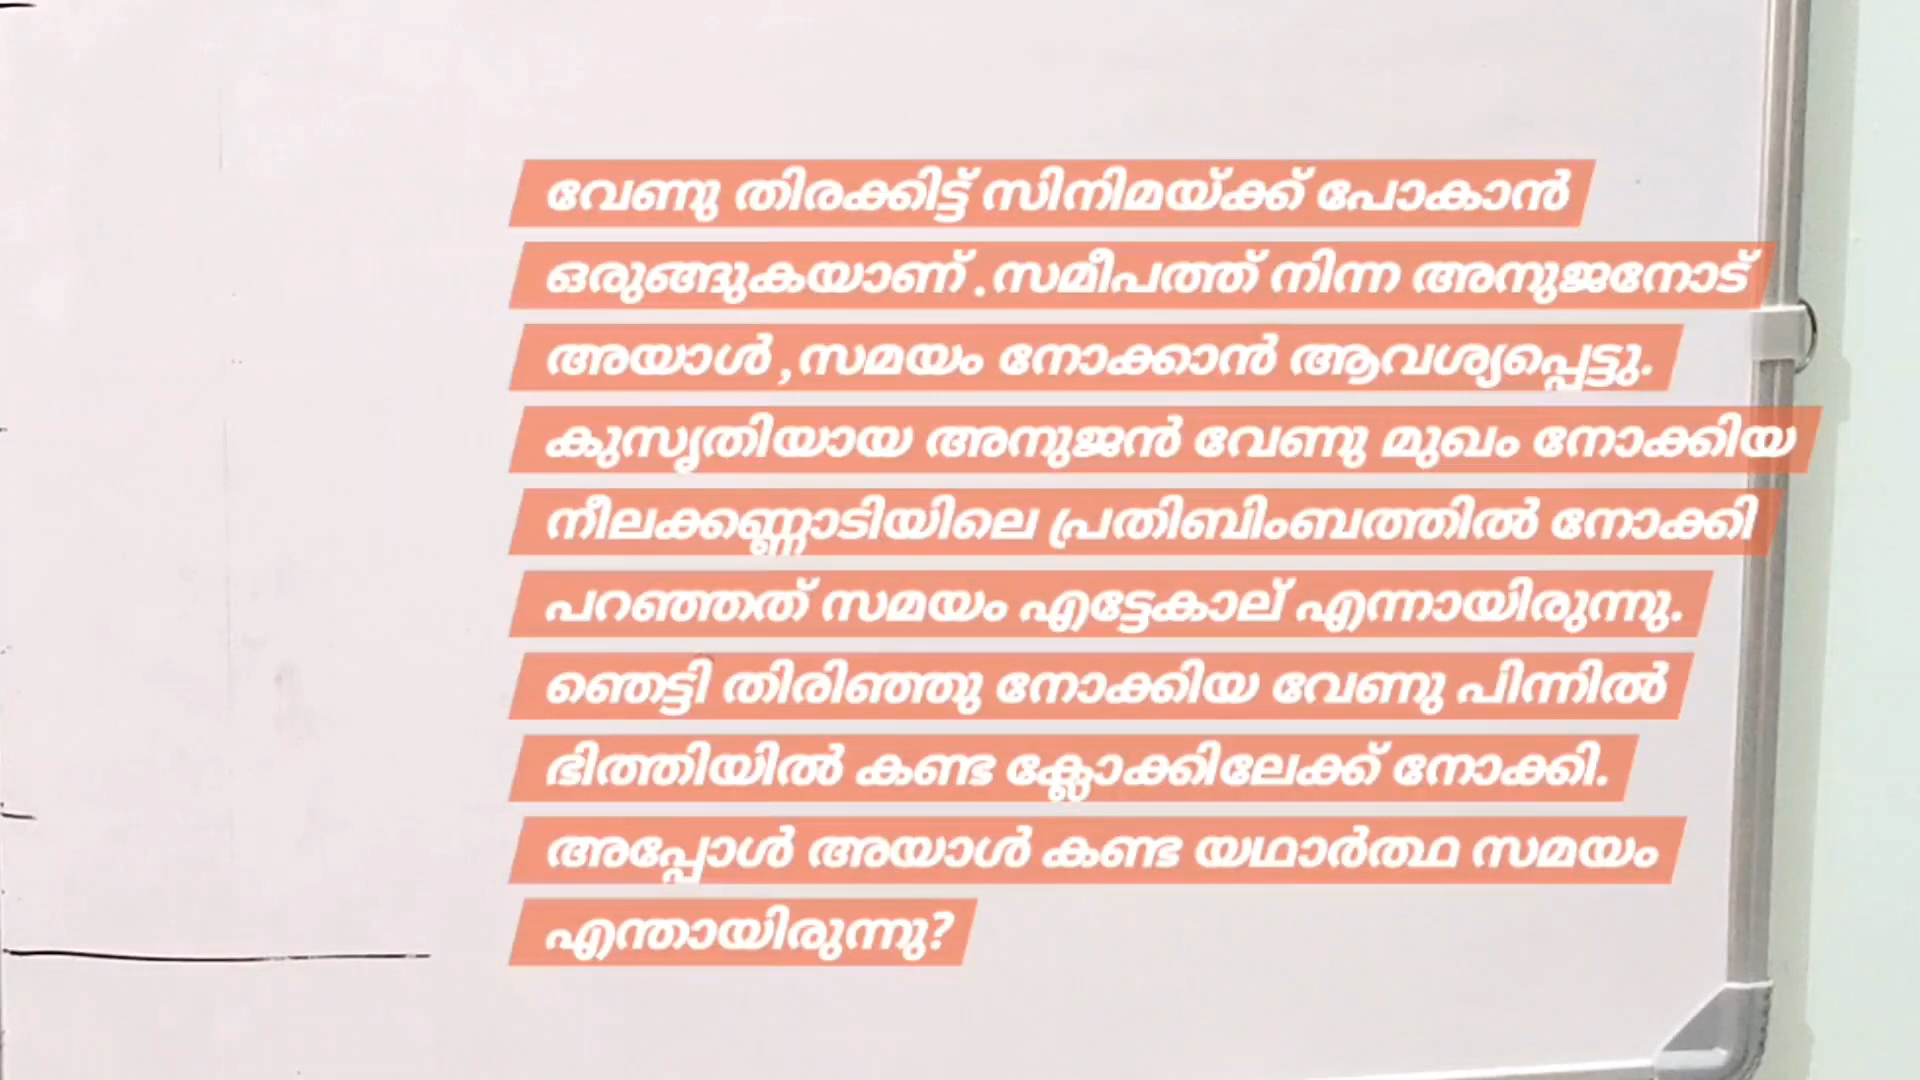 വേണു തിരക്കിട്ട് സിനിമയ്ക്ക് പോകാൻ
ഒരുങ്ങുകയാണ് .സമീപത്ത് നിന്ന അനുജനോട്
അയാൾ ,സമയം നോക്കാൻ ആവശ്യപ്പെട്ടു.
കുസൃതിയായ അനുജൻ വേണു മുഖം നോക്കിയ
നീലക്കണ്ണാടിയിലെ പ്രതിബിംബത്തിൽ നോക്കി
പറഞ്ഞത് സമയം എട്ടേകാല് എന്നായിരുന്നു.
ഞെട്ടി തിരിഞ്ഞു നോക്കിയ വേണു പിന്നിൽ
ഭിത്തിയിൽ കണ്ട ക്ലോക്കിലേക്ക് നോക്കി.
അപ്പോൾ അയാൾ കണ്ട യഥാർത്ഥ സമയം
എന്തായിരുന്നു?